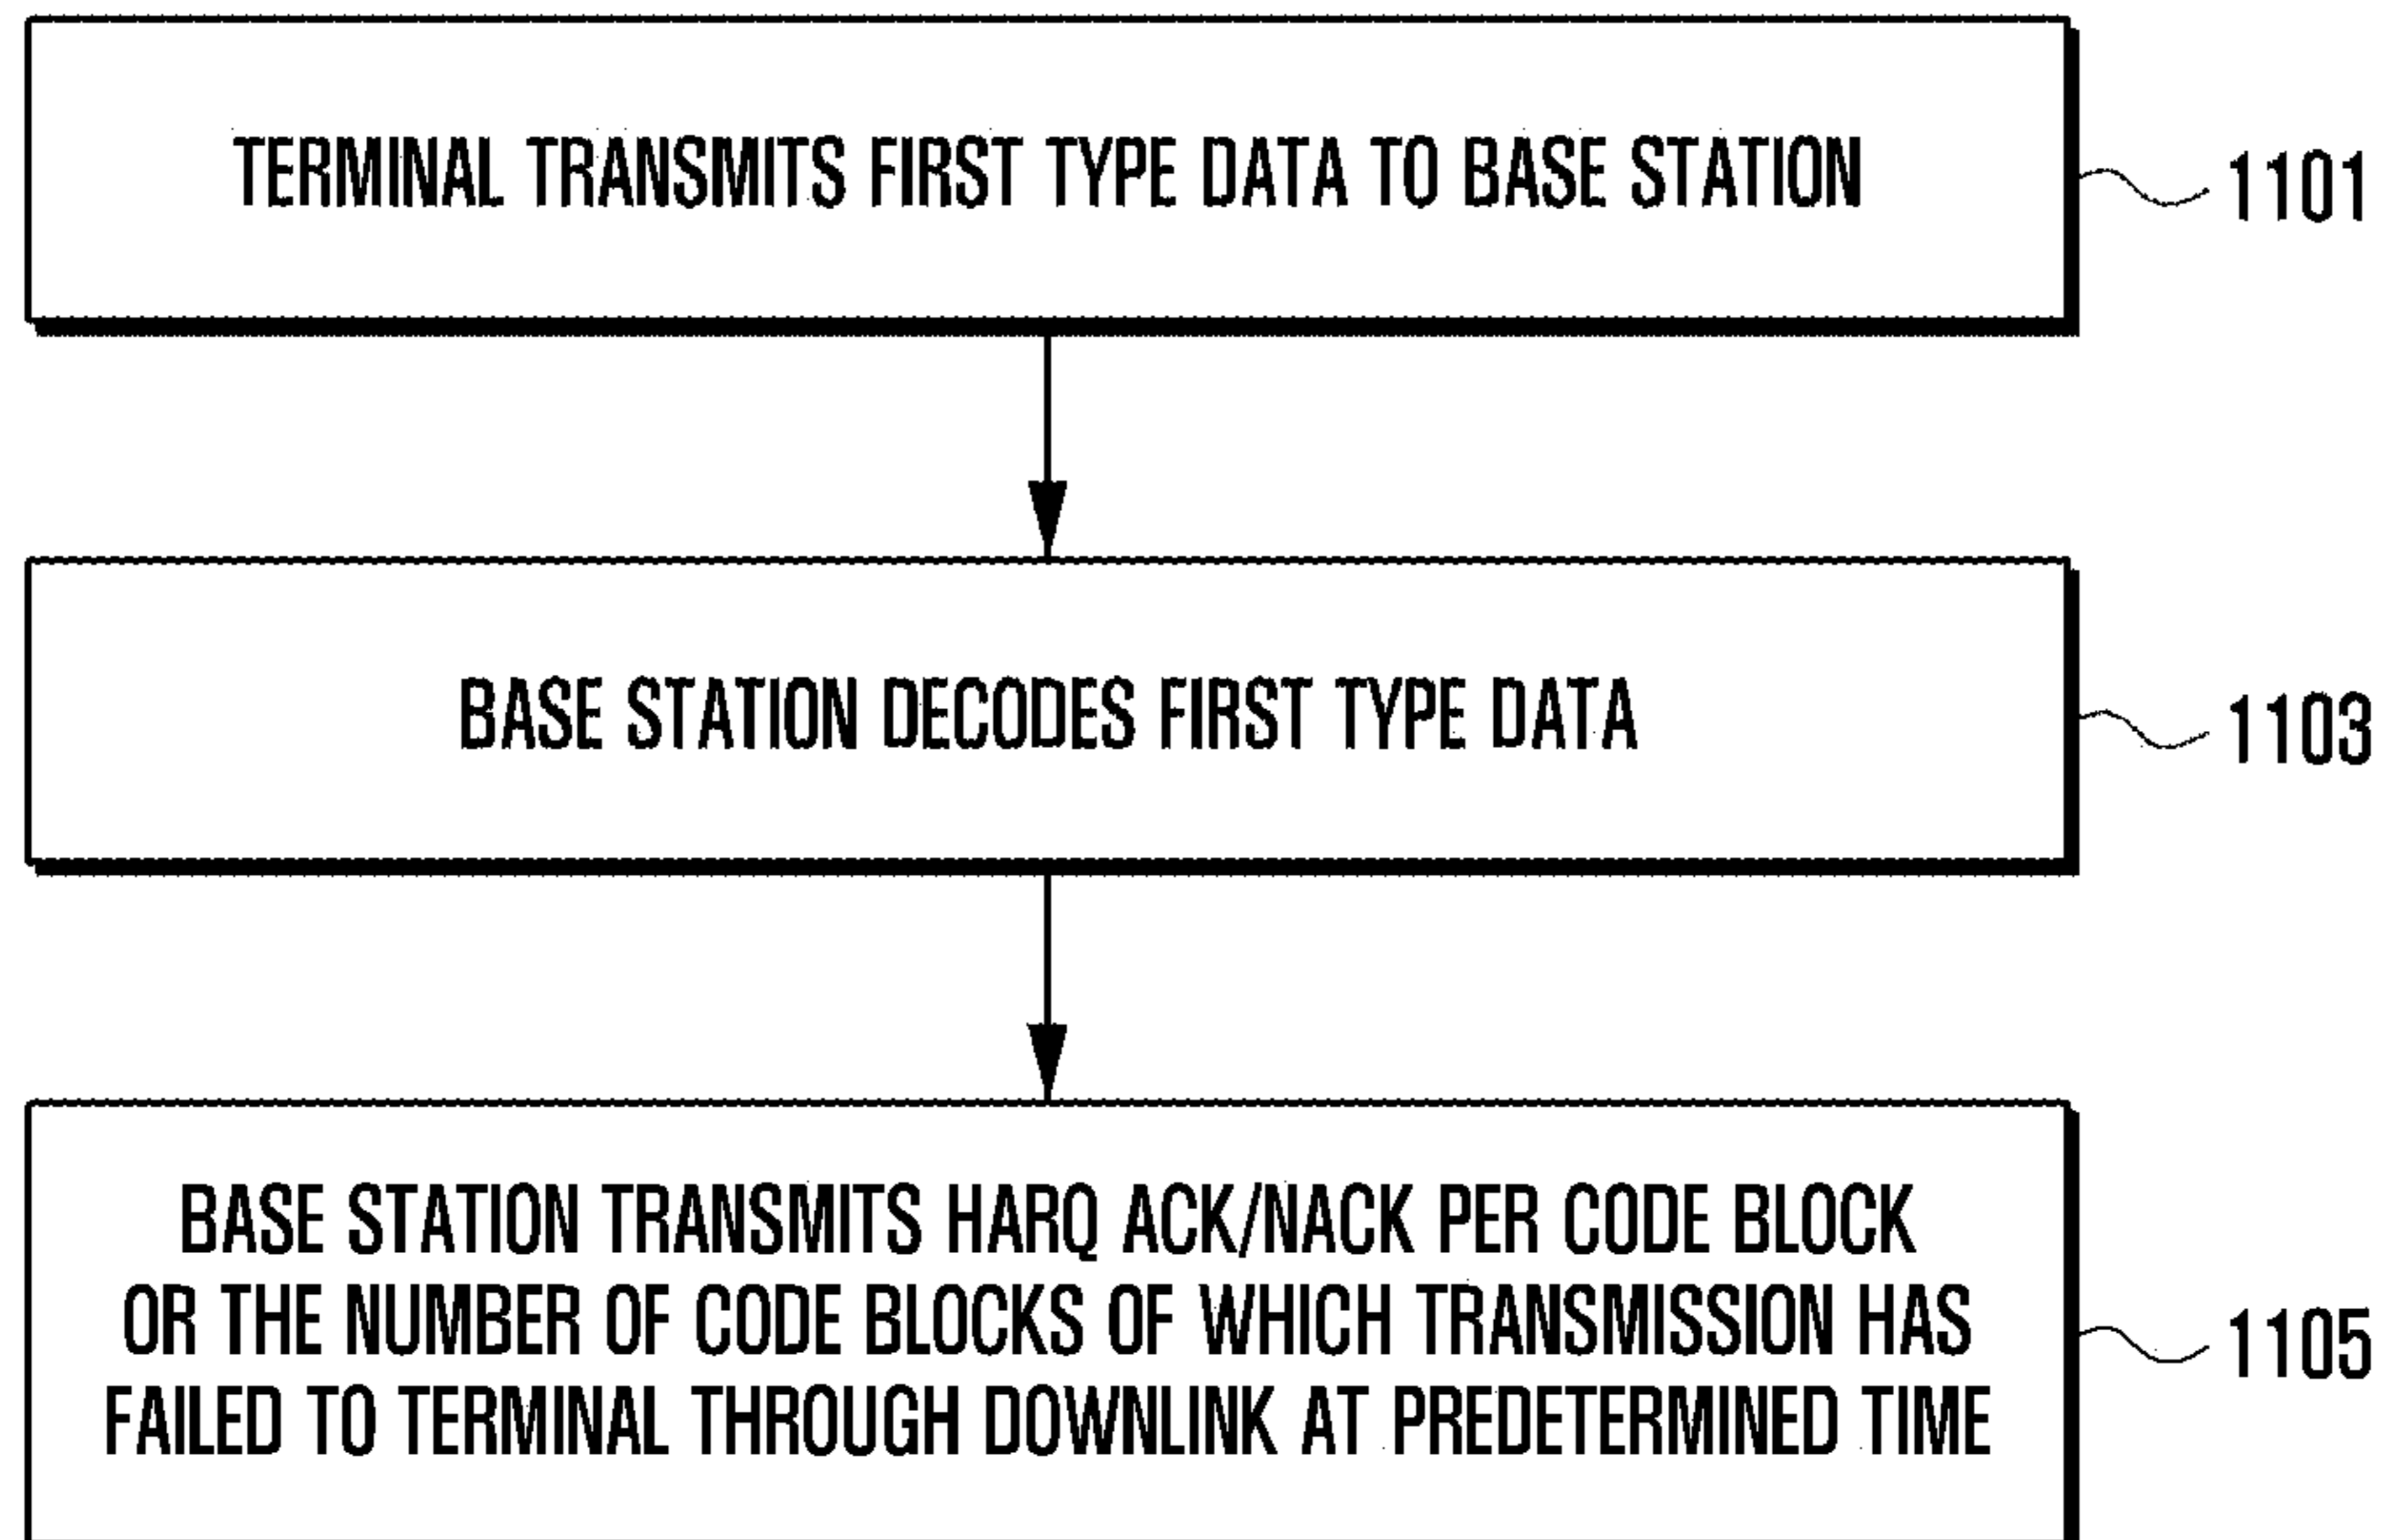 TERMINAL TRANSMITS FIRST TYPE DATA TO BASE STATION
1101
BASE STATION DECODES FIRST TYPE DATA
1103
BASE STATION TRANSMITS HARQ ACK/NACK PER CODE BLOCK
OR THE NUMBER OF CODE BLOCKS OF WHICH TRANSMISSION HAS
FAILED TO TERMINAL THROUGH DOWNLINK AT PREDETERMINED TIME
1105